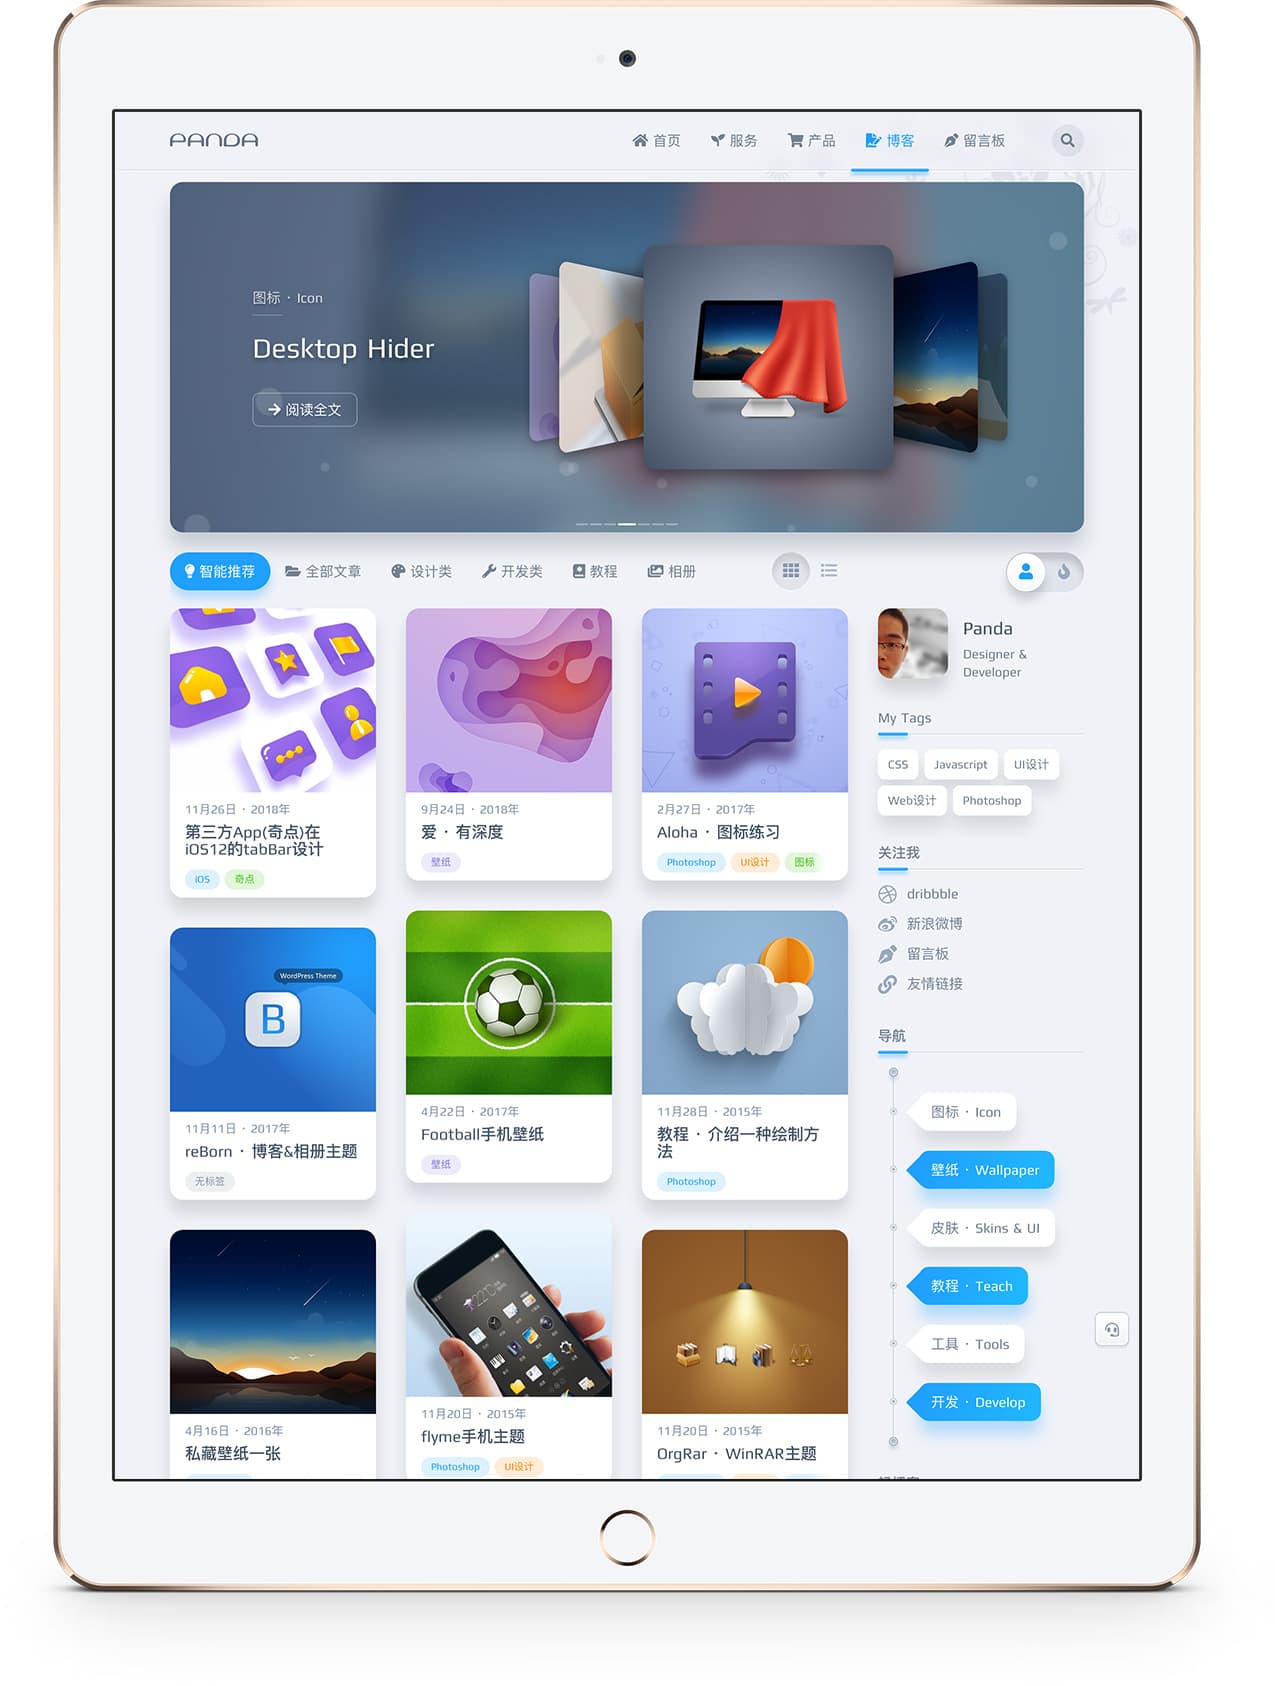 PANDA
首页
服务
产品
博客
留言板
图标 · Icon
Desktop Hider
阅读全文
智能推荐
全部文章
设计类
开发类
教程
相册
11月26日 · 2018年
第三方App(奇点)在
iOS12的tabBar设计
iOS
奇点
9月24日 · 2018年
爱 · 有深度
壁纸
2月27日 · 2017年
Aloha · 图标练习
Photoshop
UI设计
图标
WordPress Theme
B
11月11日 · 2017年
reBorn · 博客&相册主题
无标签
4月22日 · 2017年
Football手机壁纸
壁纸
11月28日 · 2015年
教程 · 介绍一种绘制方
法
Photoshop
4月16日 · 2016年
私藏壁纸一张
22°C
11月20日 · 2015年
flyme手机主题
Photoshop
UI设计
11月20日 · 2015年
OrgRar · WinRAR主题
Panda
Designer &
Developer
My Tags
CSS
Javascript
UI设计
Web设计
Photoshop
关注我
dribbble
新浪微博
留言板
友情链接
导航
图标 · Icon
壁纸 · Wallpaper
皮肤 · Skins & UI
教程 · Teach
工具 · Tools
开发 · Develop